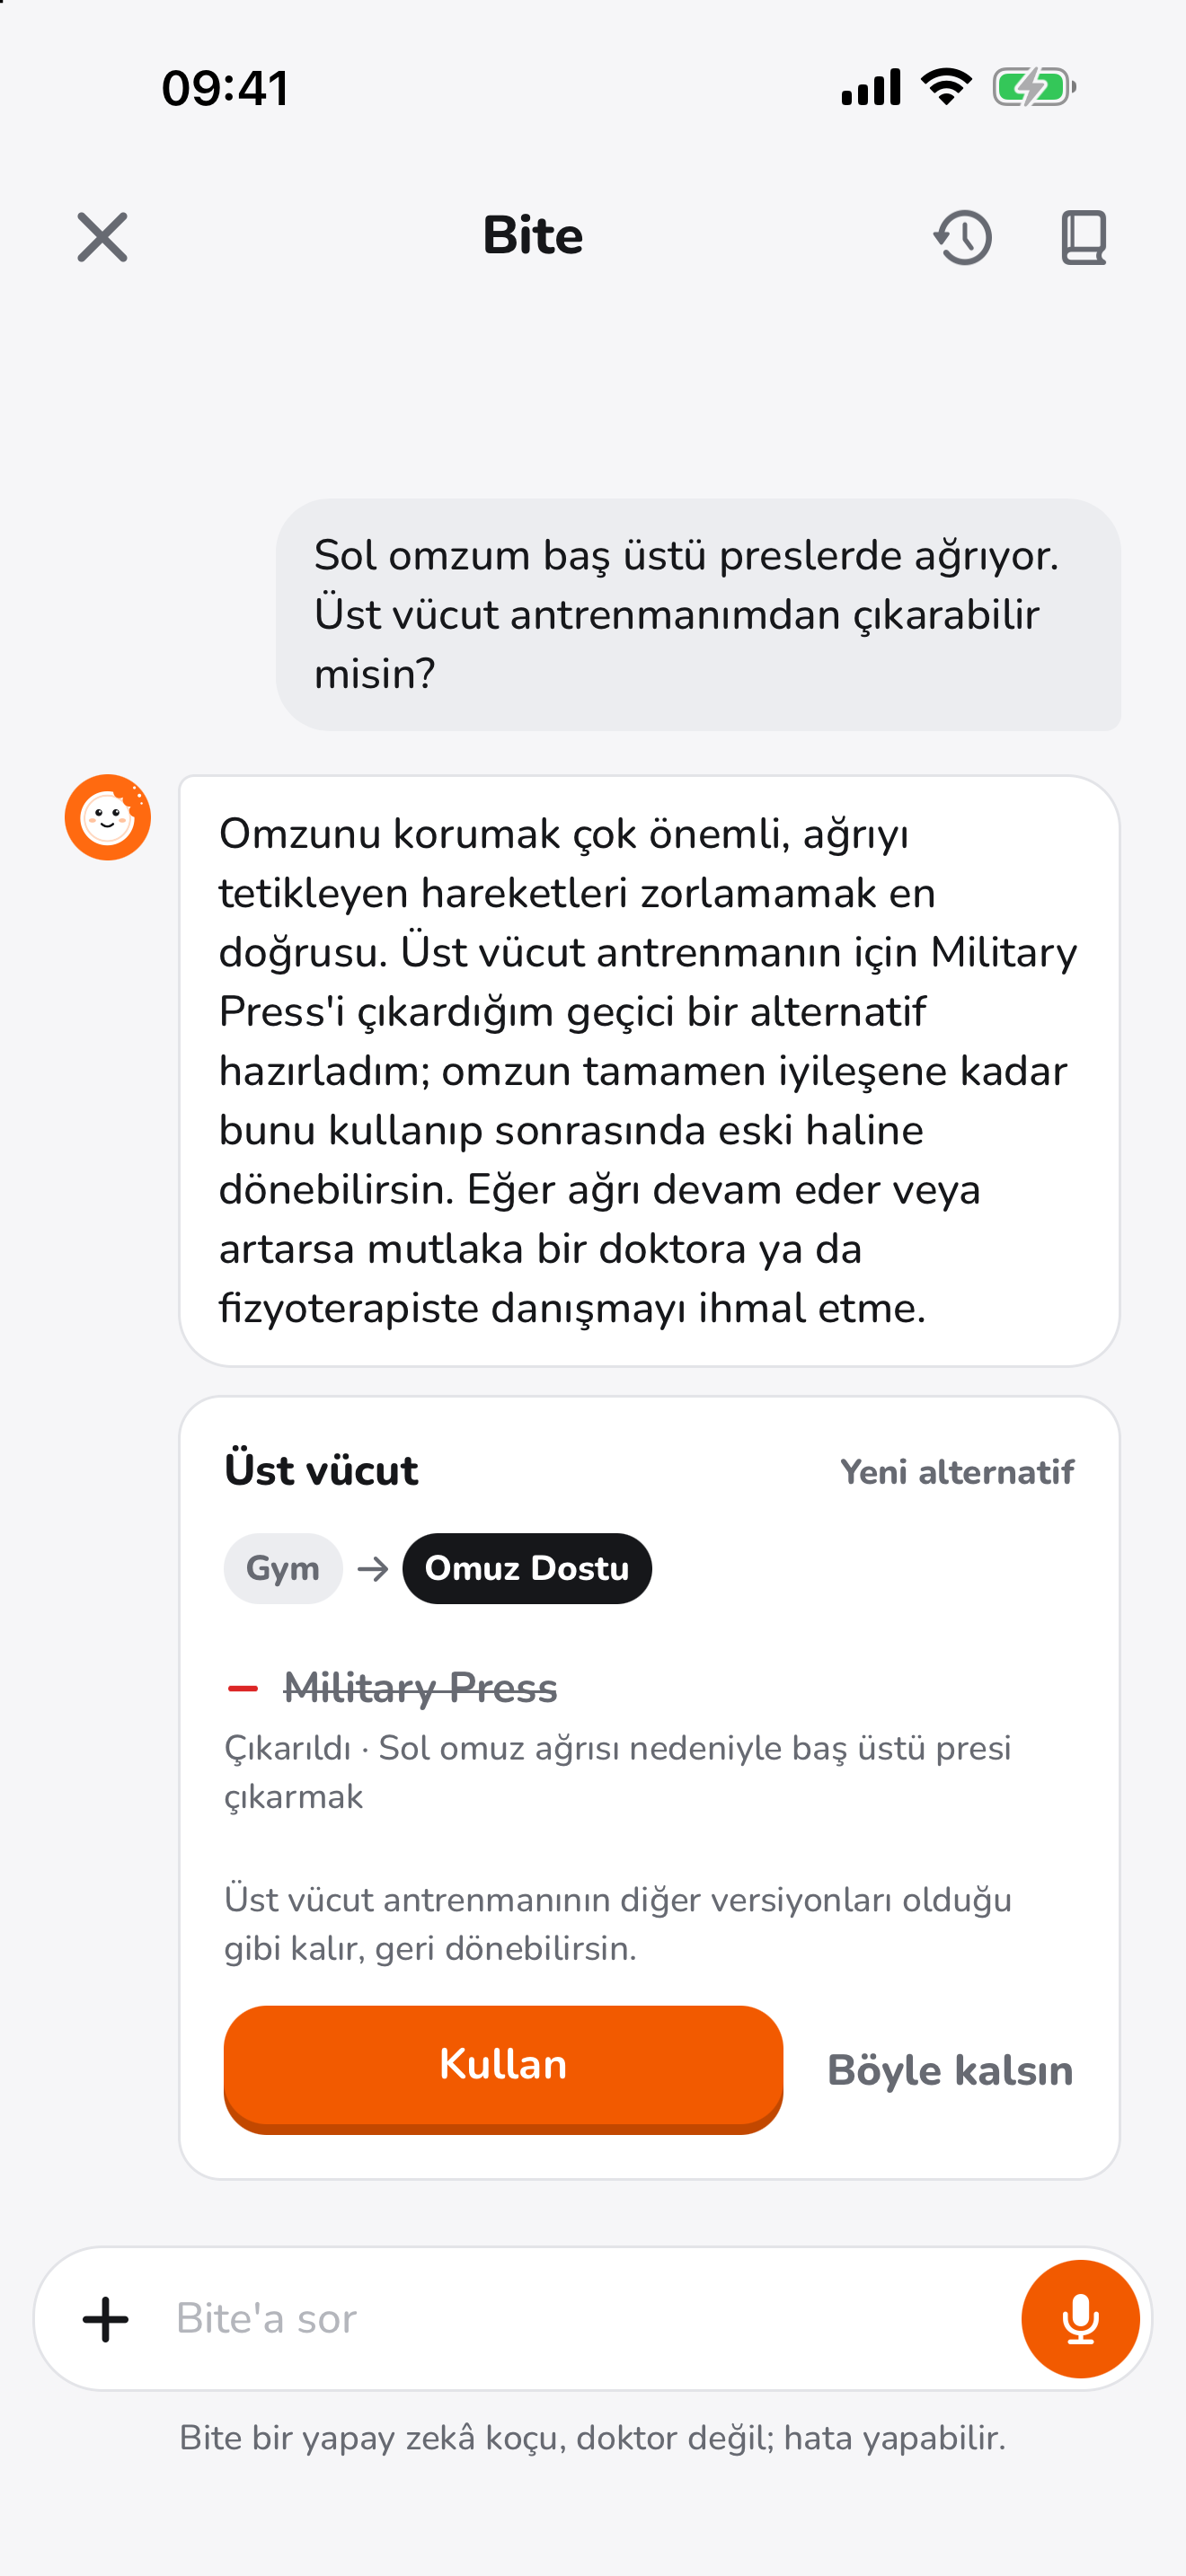 09:41
Bite
Sol omzum baş üstü preslerde ağrıyor.
Üst vücut antrenmanımdan çıkarabilir
misin?
Omzunu korumak çok önemli, ağrıyı
tetikleyen hareketleri zorlamamak en
doğrusu. Üst vücut antrenmanın için Military
Press'i çıkardığım geçici bir alternatif
hazırladım; omzun tamamen iyileşene kadar
bunu kullanıp sonrasında eski haline
dönebilirsin. Eğer ağrı devam eder veya
artarsa mutlaka bir doktora ya da
fizyoterapiste danışmayı ihmal etme.
Üst vücut Yeni alternatif
Gym → Omuz Dostu
– Military Press
Çıkarıldı · Sol omuz ağrısı nedeniyle baş üstü presi
çıkarmak
Üst vücut antrenmanının diğer versiyonları olduğu
gibi kalır, geri dönebilirsin.
Kullan Böyle kalsın
Bite'a sor
Bite bir yapay zekâ koçu, doktor değil; hata yapabilir.